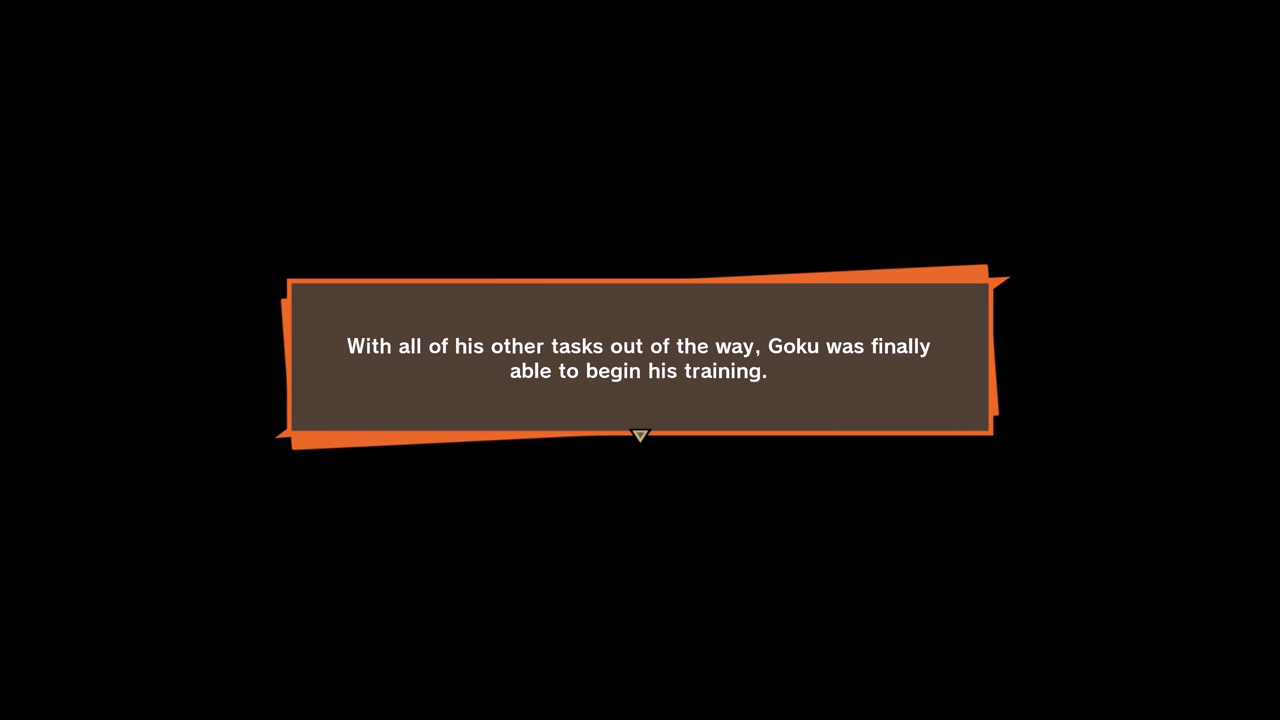 With all of his other tasks out of the way, Goku was finally
able to begin his training.